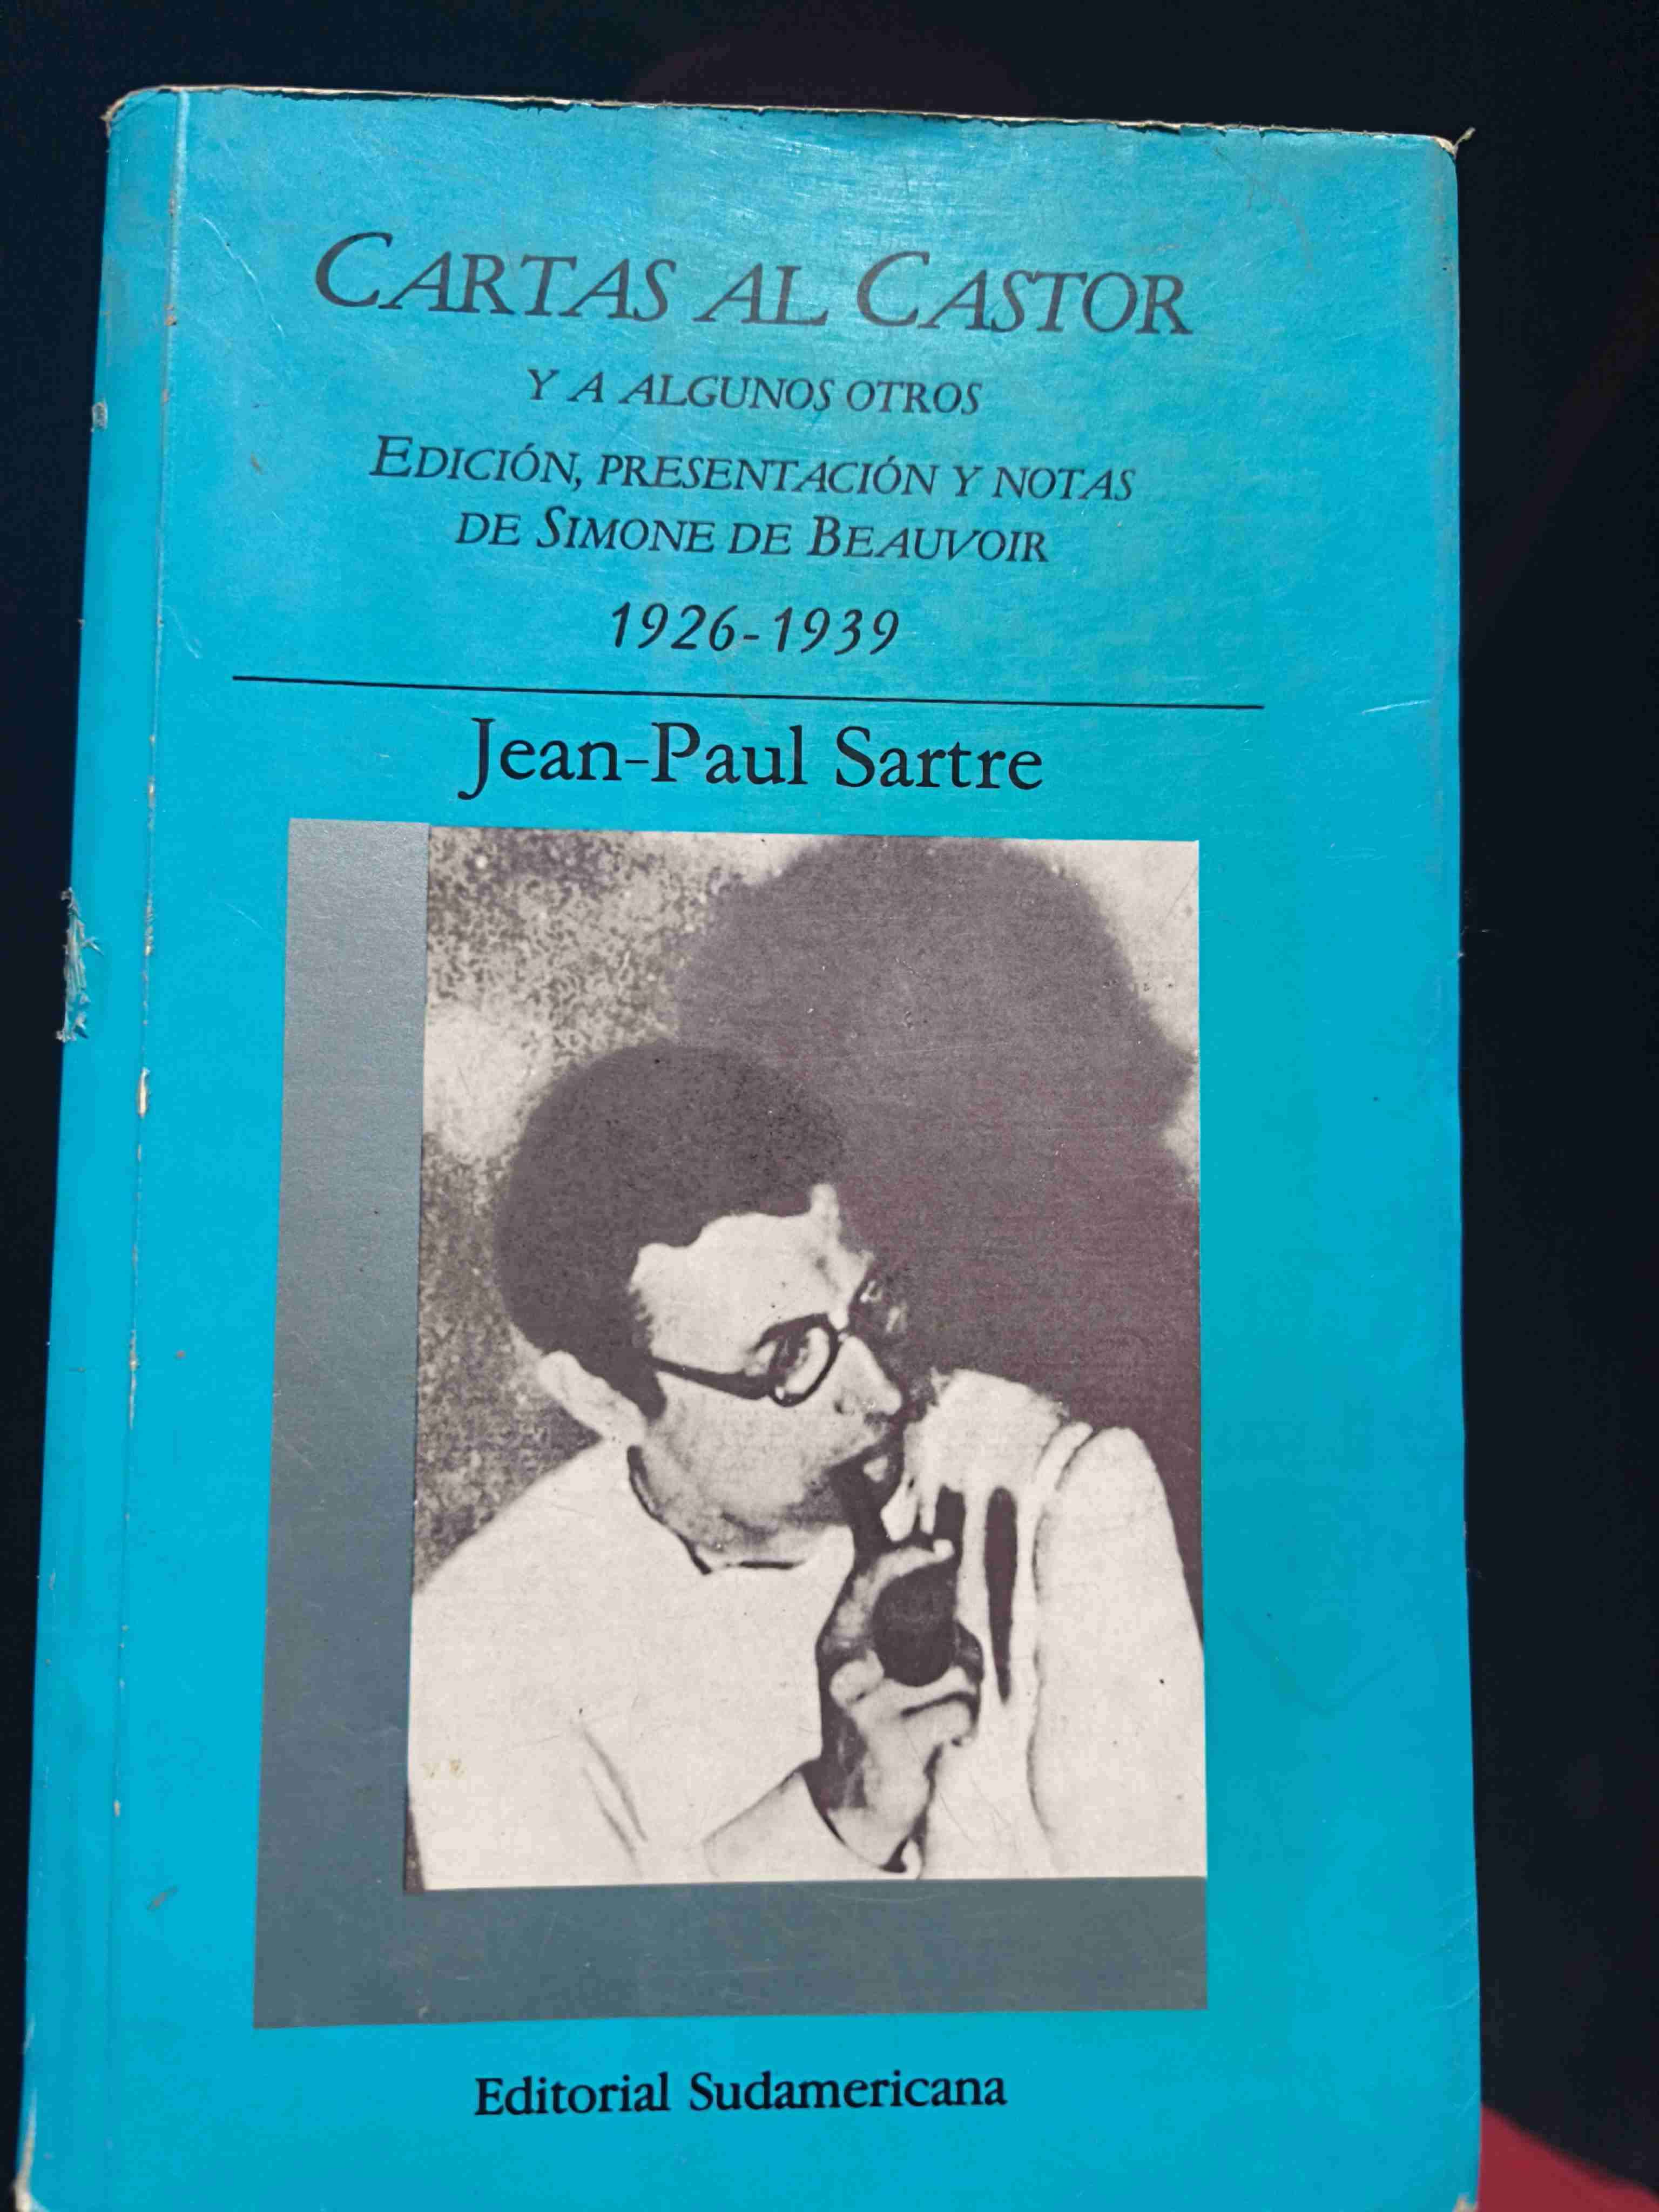 CARTAS AL CASTOR
Y A ALGUNOS OTROS
EDICIÓN, PRESENTACIÓN Y NOTAS
DE SIMONE DE BEAUVOIR
1926-1939
Jean-Paul Sartre
Editorial Sudamericana